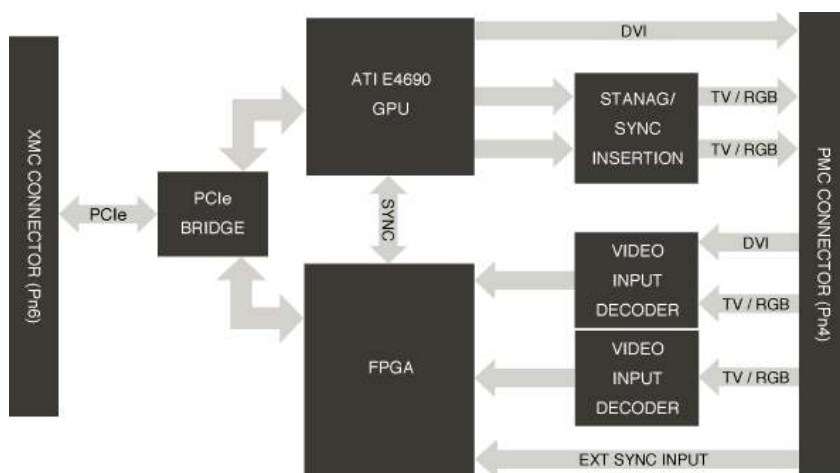 XMC CONNECTOR (Pn6)
PCIe
PCIe
BRIDGE
ATI E4690
GPU
SYNC
FPGA
DVI
STANAG/
SYNC
INSERTION
TV / RGB
TV / RGB
VIDEO
INPUT
DECODER
DVI
TV / RGB
VIDEO
INPUT
DECODER
TV / RGB
EXT SYNC INPUT
PMC CONNECTOR (Pn4)